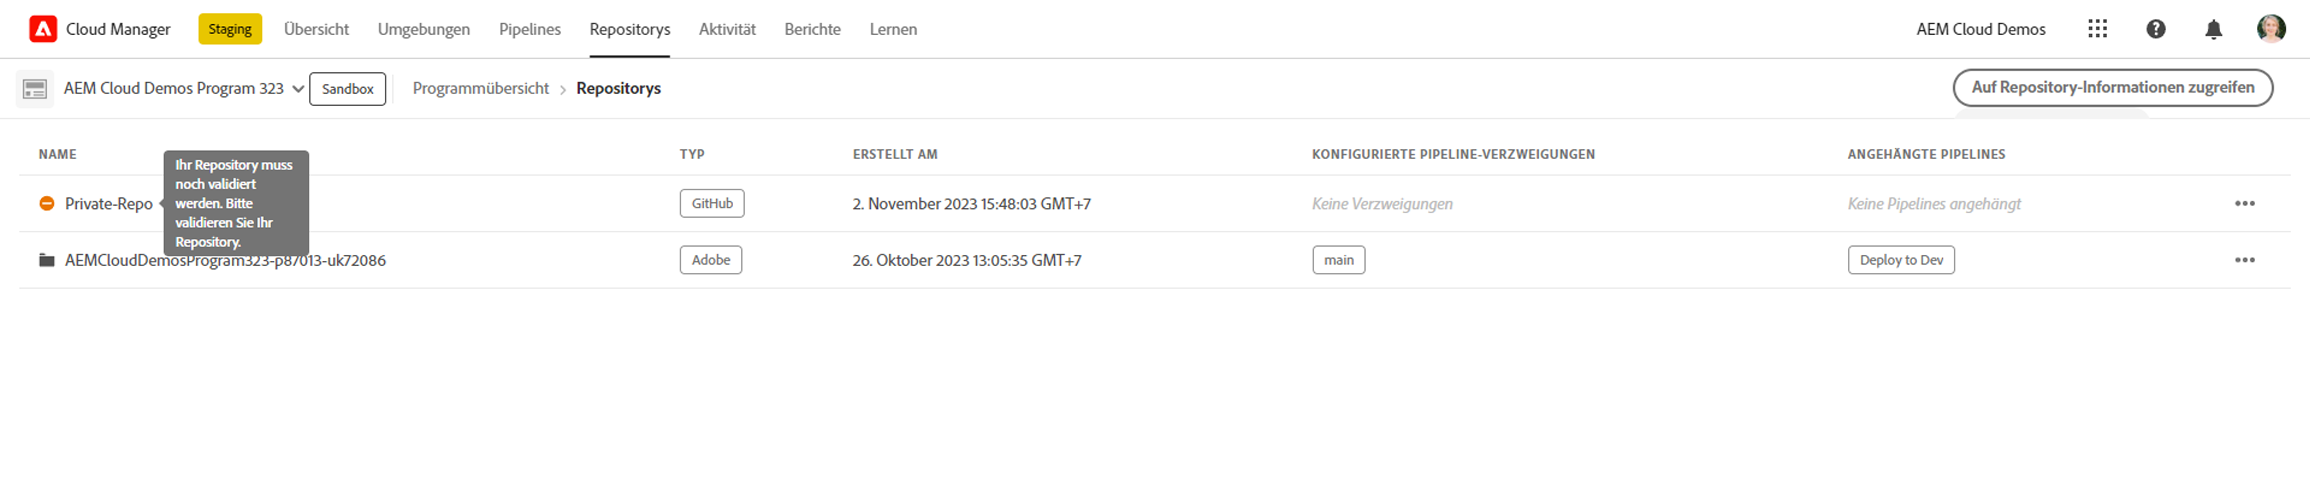 Cloud Manager Staging Übersicht Umgebungen Pipelines Repositorys Aktivität Berichte Lernen AEM Cloud Demos
AEM Cloud Demos Program 323 Sandbox Programmübersicht > Repositorys Auf Repository-Informationen zugreifen
NAME TYP ERSTELLT AM KONFIGURIERTE PIPELINE-VERZWEIGUNGEN ANGEHÄNGTE PIPELINES
Ihr Repository muss
noch validiert
werden. Bitte
validieren Sie Ihr
Repository.
Private-Repo GitHub 2. November 2023 15:48:03 GMT+7 Keine Verzweigungen Keine Pipelines angehängt
AEMCloudDemosProgram323-p87013-uk72086 Adobe 26. Oktober 2023 13:05:35 GMT+7 main Deploy to Dev